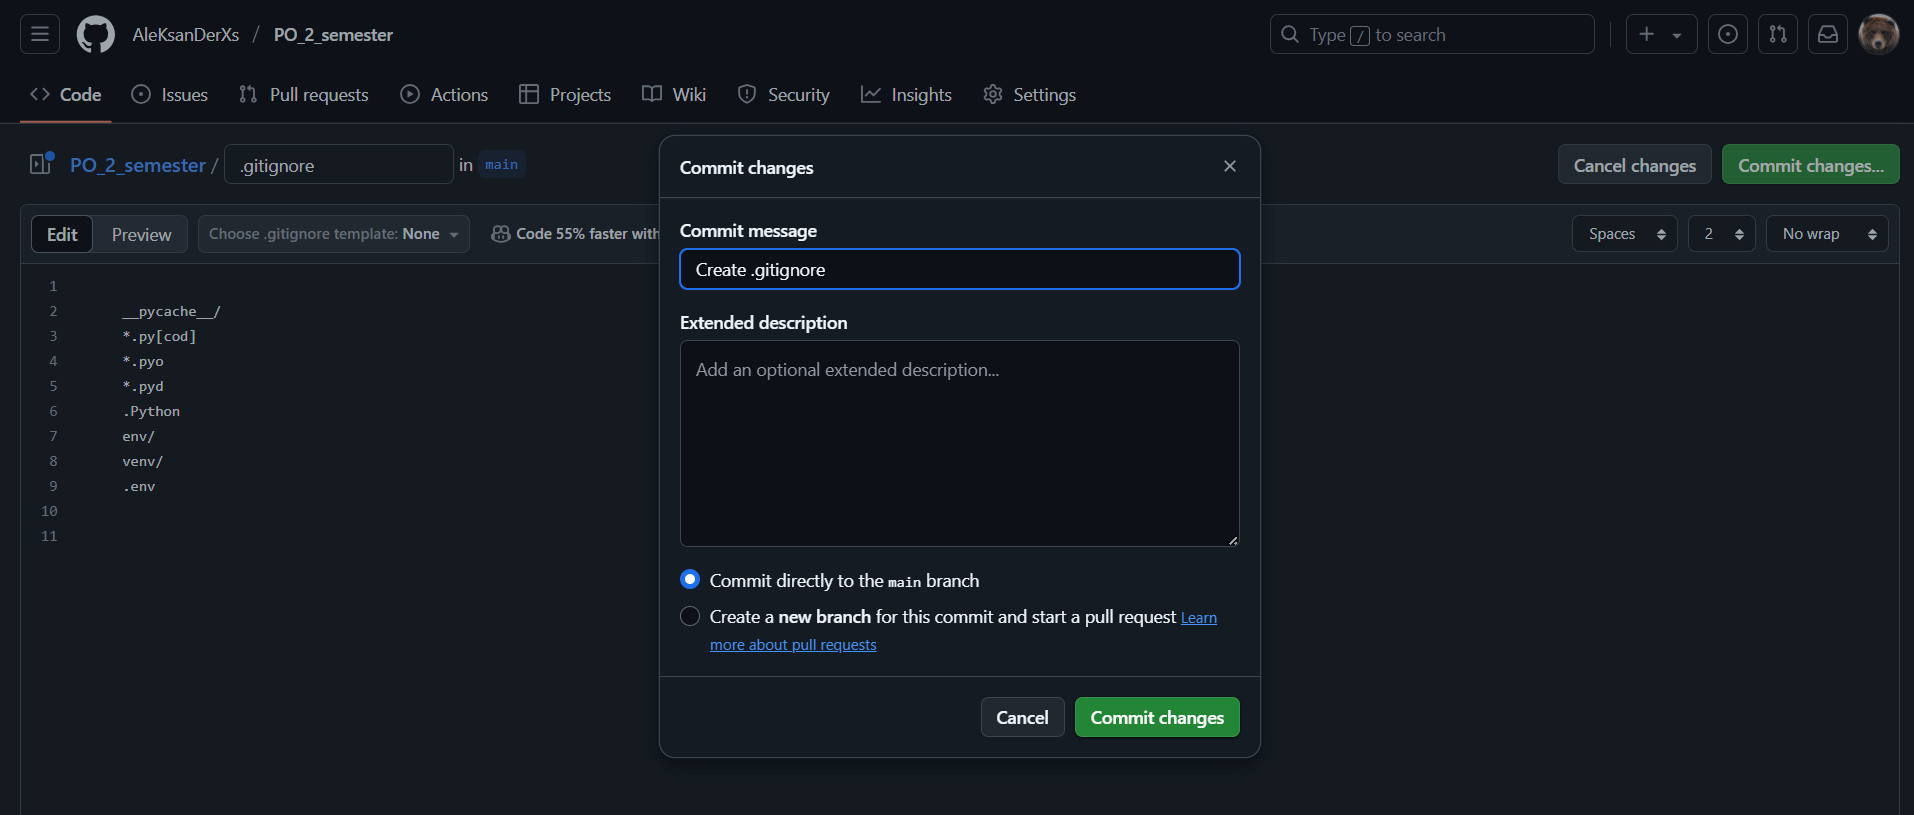 AleKsanDerXs / PO_2_semester
Type / to search
Code Issues Pull requests Actions Projects Wiki Security Insights Settings
PO_2_semester / .gitignore in main
Cancel changes Commit changes...
Edit Preview Choose .gitignore template: None Code 55% faster with
Spaces 2 No wrap
1
2 __pycache__/
3 *.py[cod]
4 *.pyo
5 *.pyd
6 .Python
7 env/
8 venv/
9 .env
10
11
Commit changes
Commit message
Create .gitignore
Extended description
Add an optional extended description...
Commit directly to the main branch
Create a new branch for this commit and start a pull request Learn
more about pull requests
Cancel Commit changes